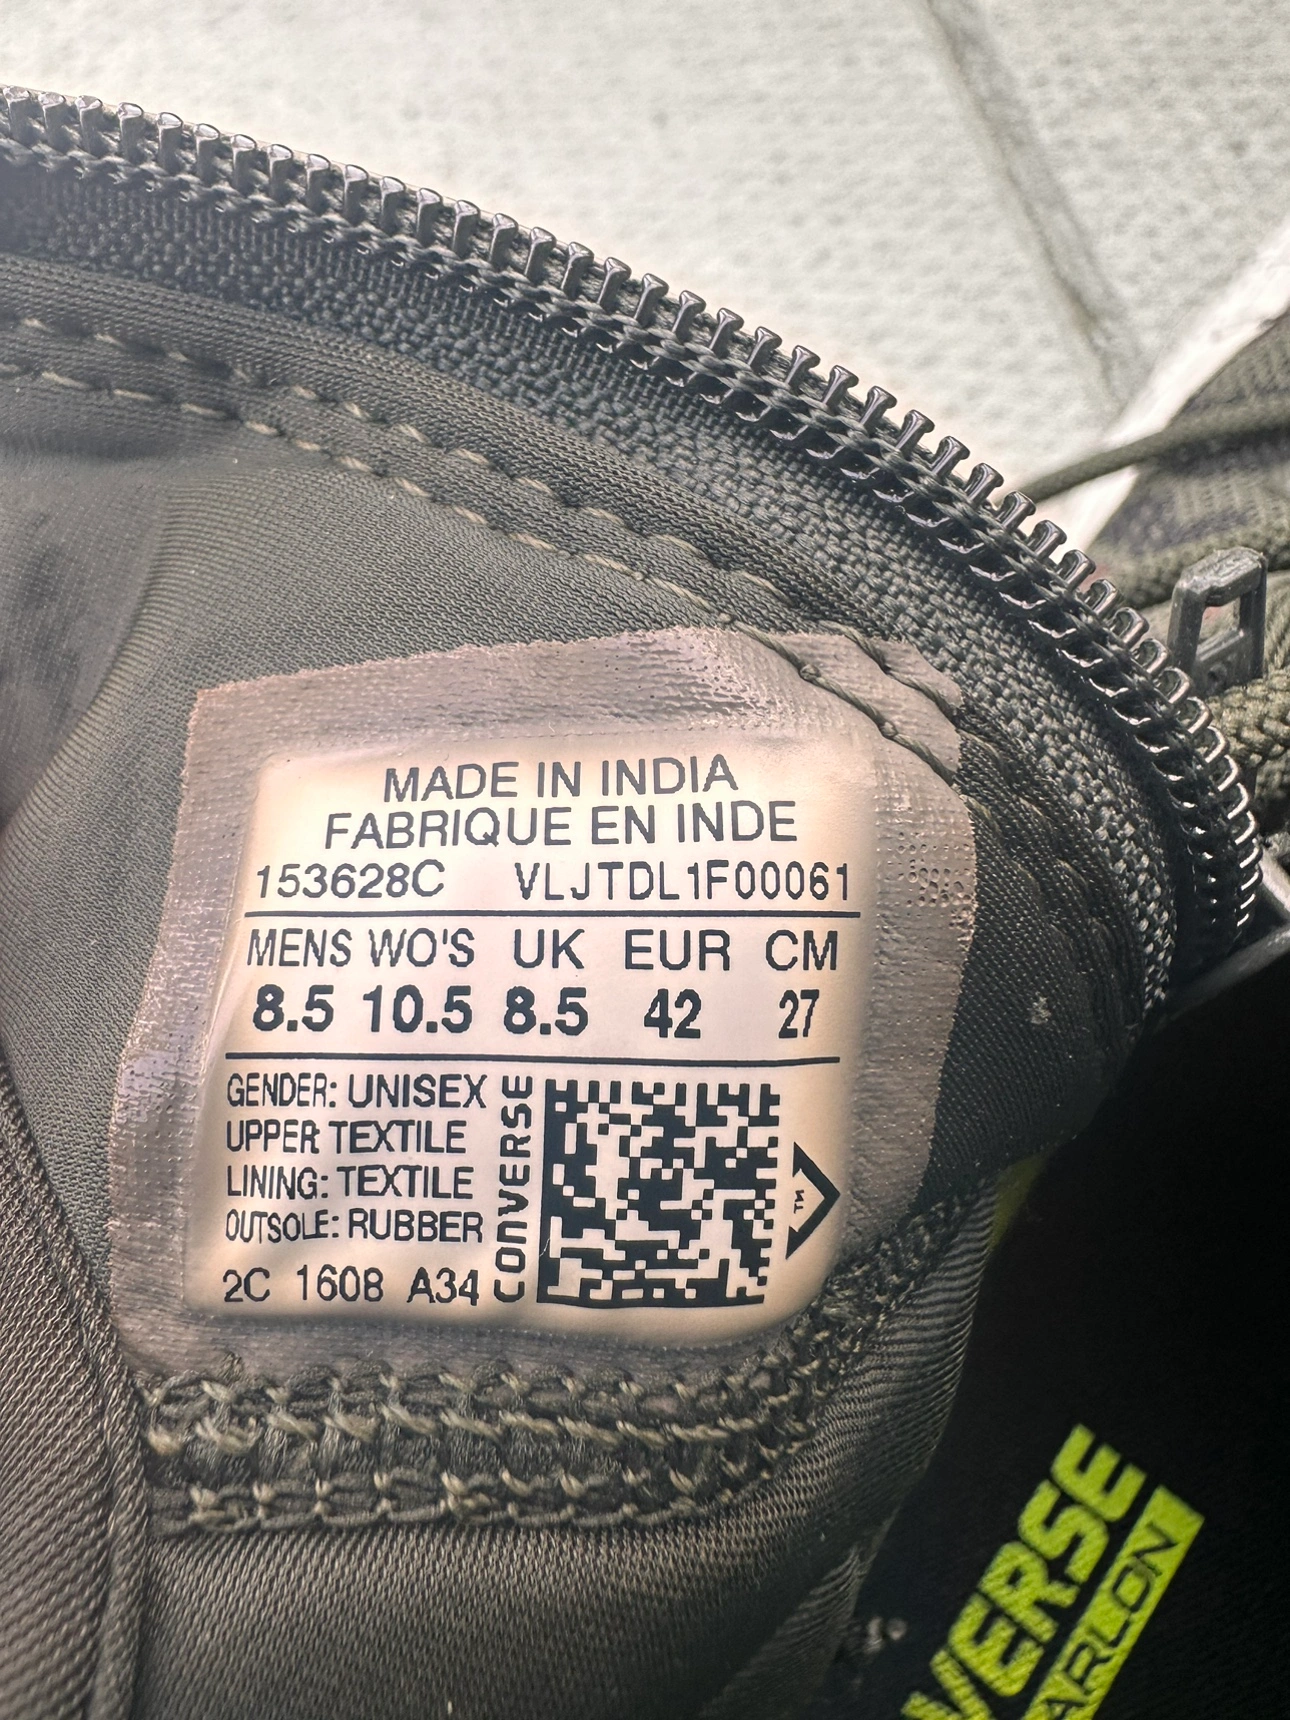 MADE IN INDIA
FABRIQUE EN INDE
153628C VLJTDL1F00061
MENS WO'S UK EUR CM
8.5 10.5 8.5 42 27
GENDER: UNISEX
UPPER: TEXTILE
LINING: TEXTILE
OUTSOLE: RUBBER
2C 1608 A34
CONVERSE
TM
VERSE
ARLON